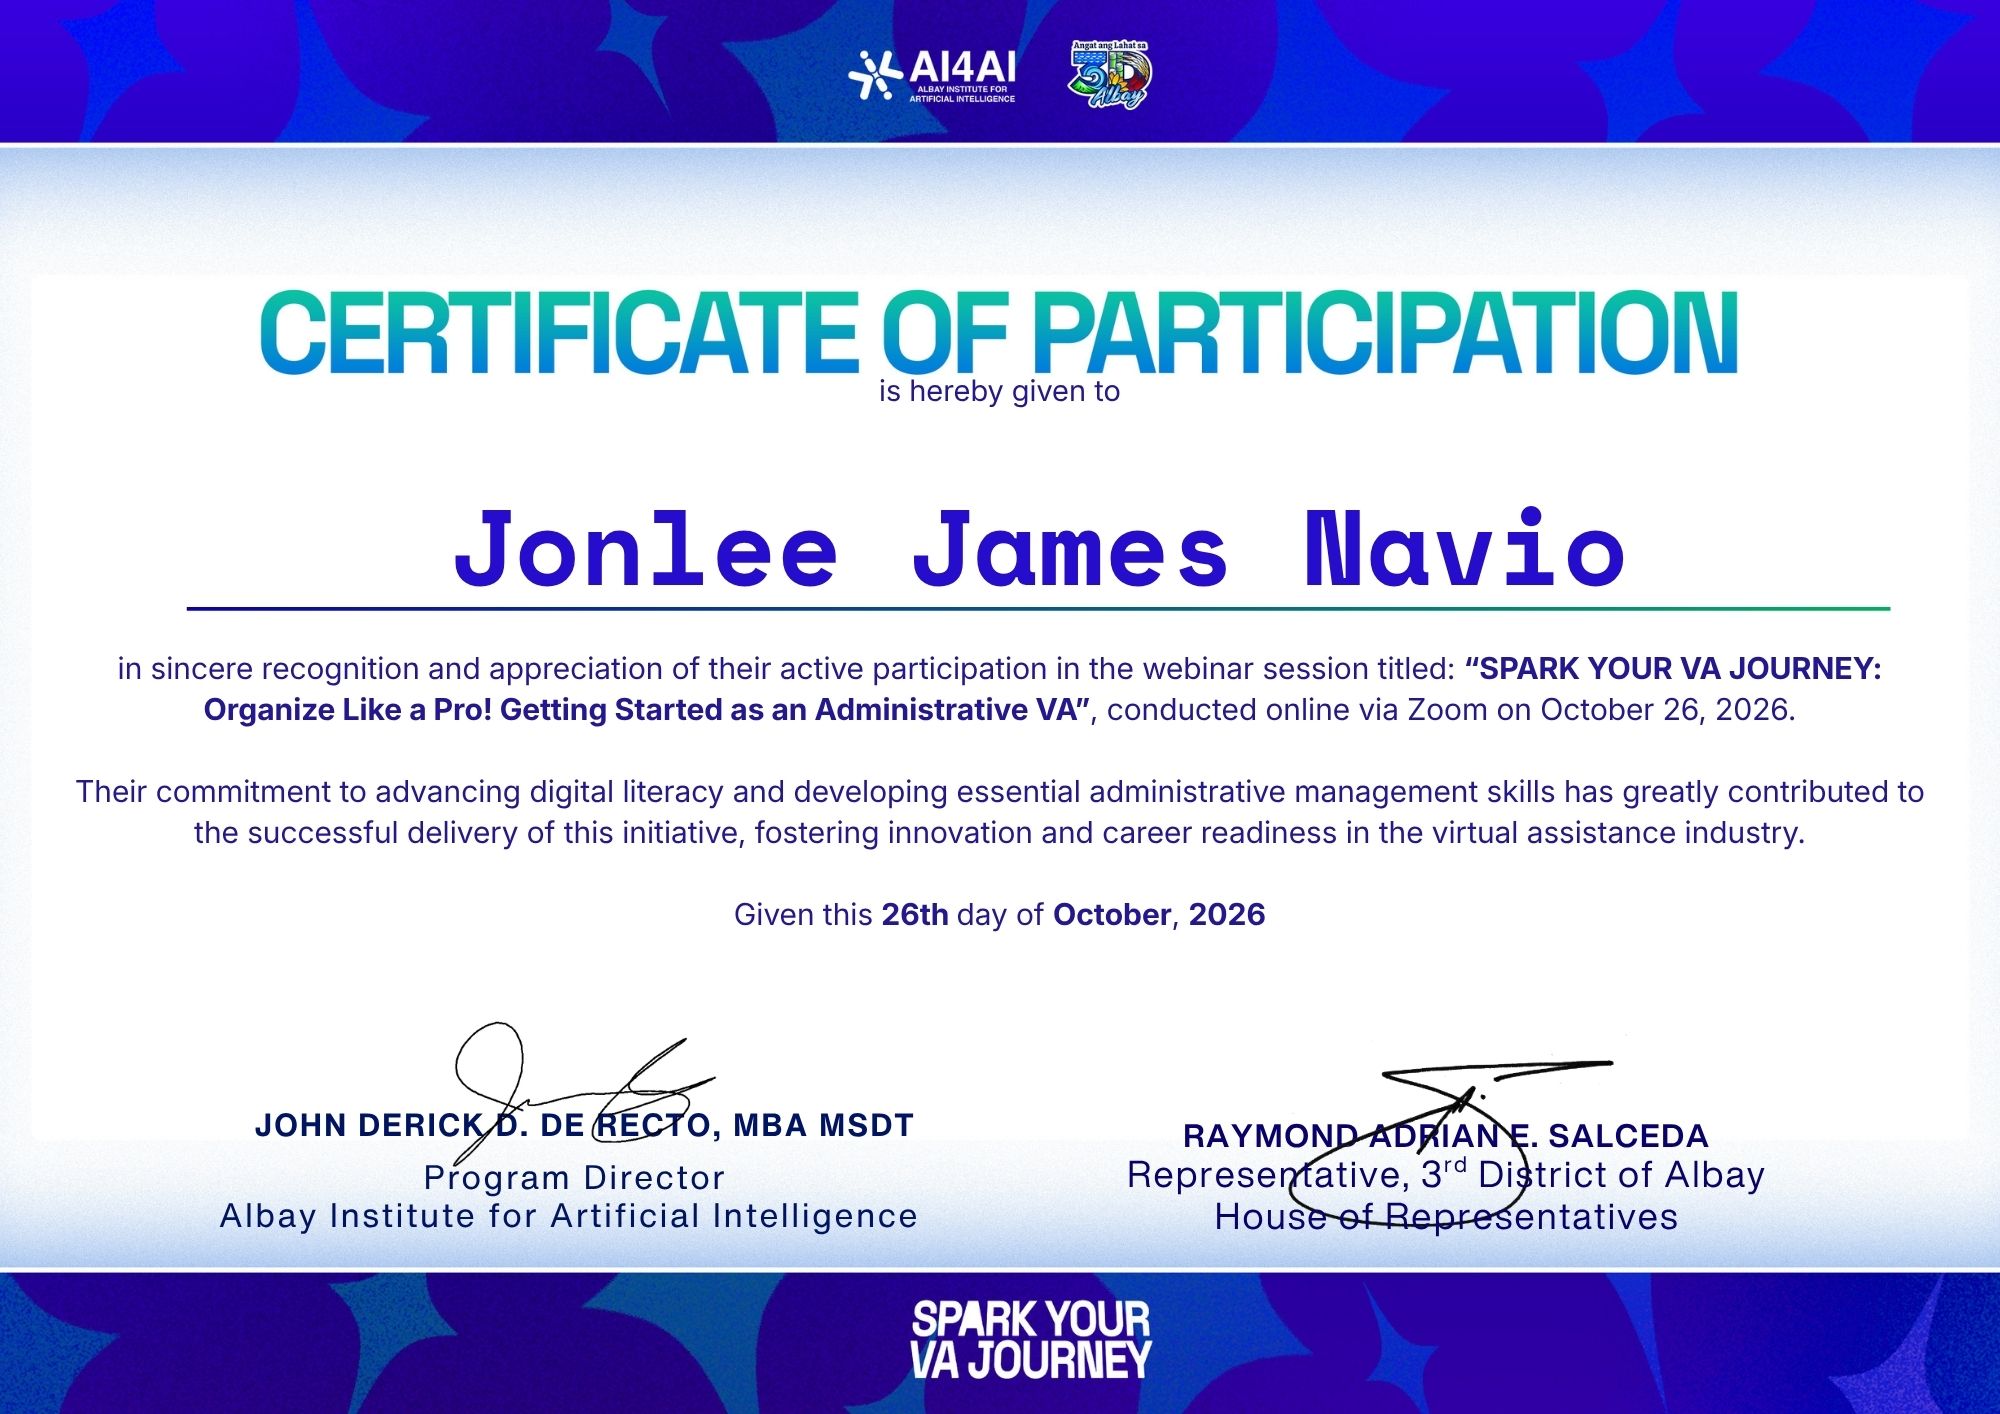 AI4AI
ALBAY INSTITUTE FOR
ARTIFICIAL INTELLIGENCE
Angat ang Lahat sa
3D
Albay
CERTIFICATE OF PARTICIPATION
is hereby given to
Jonlee James Navio
in sincere recognition and appreciation of their active participation in the webinar session titled: “SPARK YOUR VA JOURNEY:
Organize Like a Pro! Getting Started as an Administrative VA”, conducted online via Zoom on October 26, 2026.
Their commitment to advancing digital literacy and developing essential administrative management skills has greatly contributed to
the successful delivery of this initiative, fostering innovation and career readiness in the virtual assistance industry.
Given this 26th day of October, 2026
JOHN DERICK D. DE RECTO, MBA MSDT
Program Director
Albay Institute for Artificial Intelligence
RAYMOND ADRIAN E. SALCEDA
Representative, 3rd District of Albay
House of Representatives
SPARK YOUR
VA JOURNEY